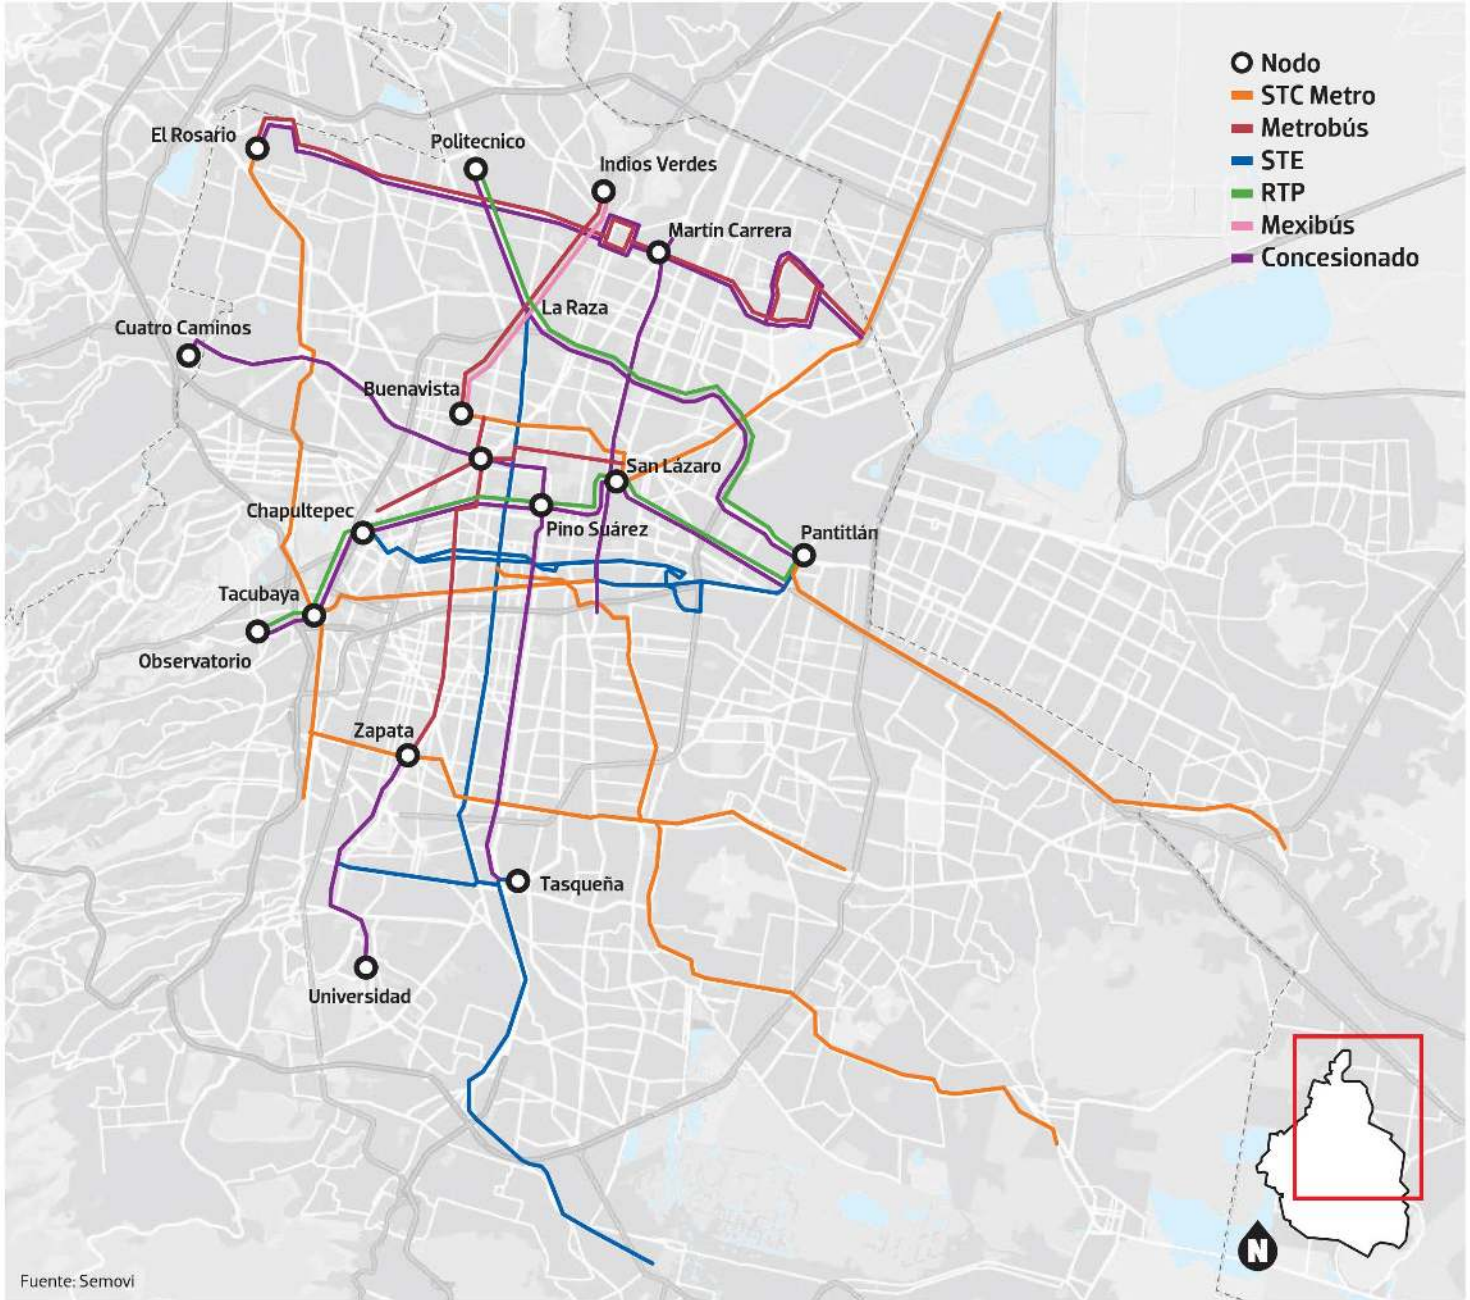 Nodo
STC Metro
Metrobús
STE
RTP
Mexibús
Concesionado
El Rosario
Politecnico
Indios Verdes
Martín Carrera
La Raza
Cuatro Caminos
Buenavista
San Lázaro
Chapultepec
Pino Suárez
Pantitlán
Tacubaya
Observatorio
Zapata
Tasqueña
Universidad
N
Fuente: Semovi